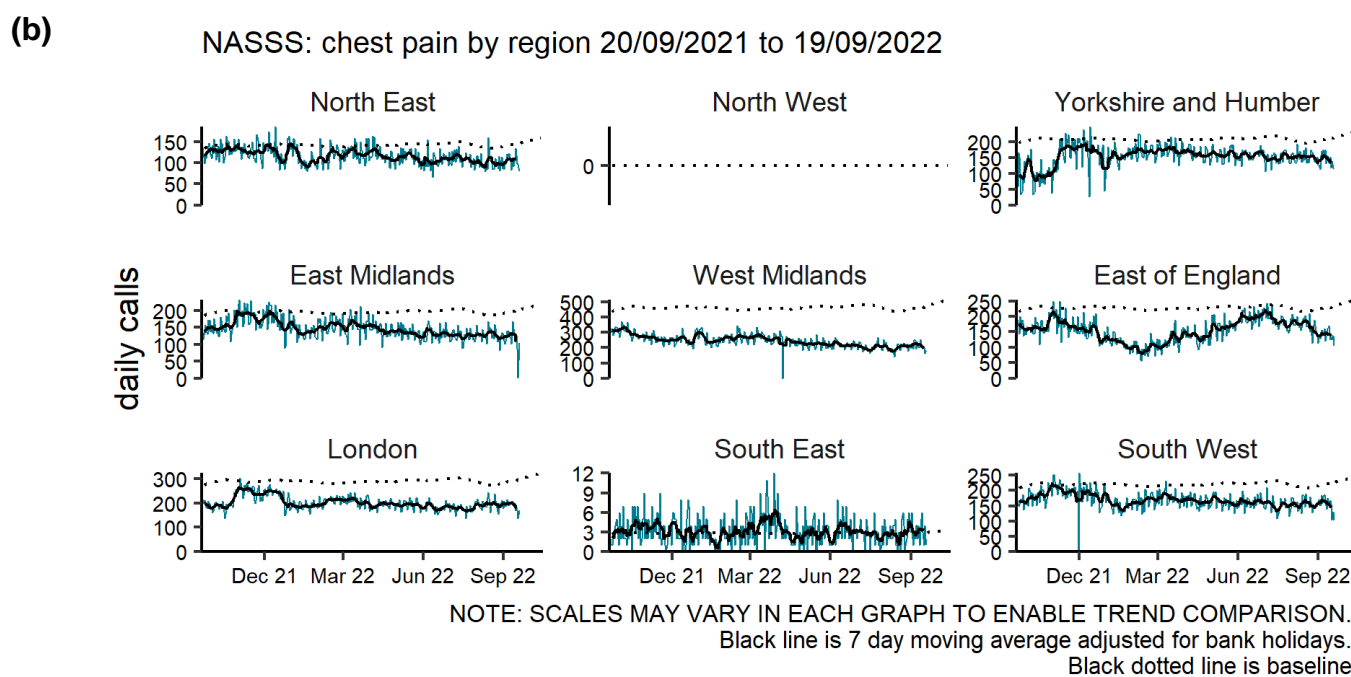 (b)
NASSS: chest pain by region 20/09/2021 to 19/09/2022
North East
North West
Yorkshire and Humber
150
100
50
0
0
200
150
100
50
0
daily calls
East Midlands
West Midlands
East of England
200
150
100
50
0
500
400
300
200
100
0
250
200
150
100
50
0
London
South East
South West
300
200
100
0
12
9
6
3
0
250
200
150
100
50
0
Dec 21 Mar 22 Jun 22 Sep 22
Dec 21 Mar 22 Jun 22 Sep 22
Dec 21 Mar 22 Jun 22 Sep 22
NOTE: SCALES MAY VARY IN EACH GRAPH TO ENABLE TREND COMPARISON.
Black line is 7 day moving average adjusted for bank holidays.
Black dotted line is baseline